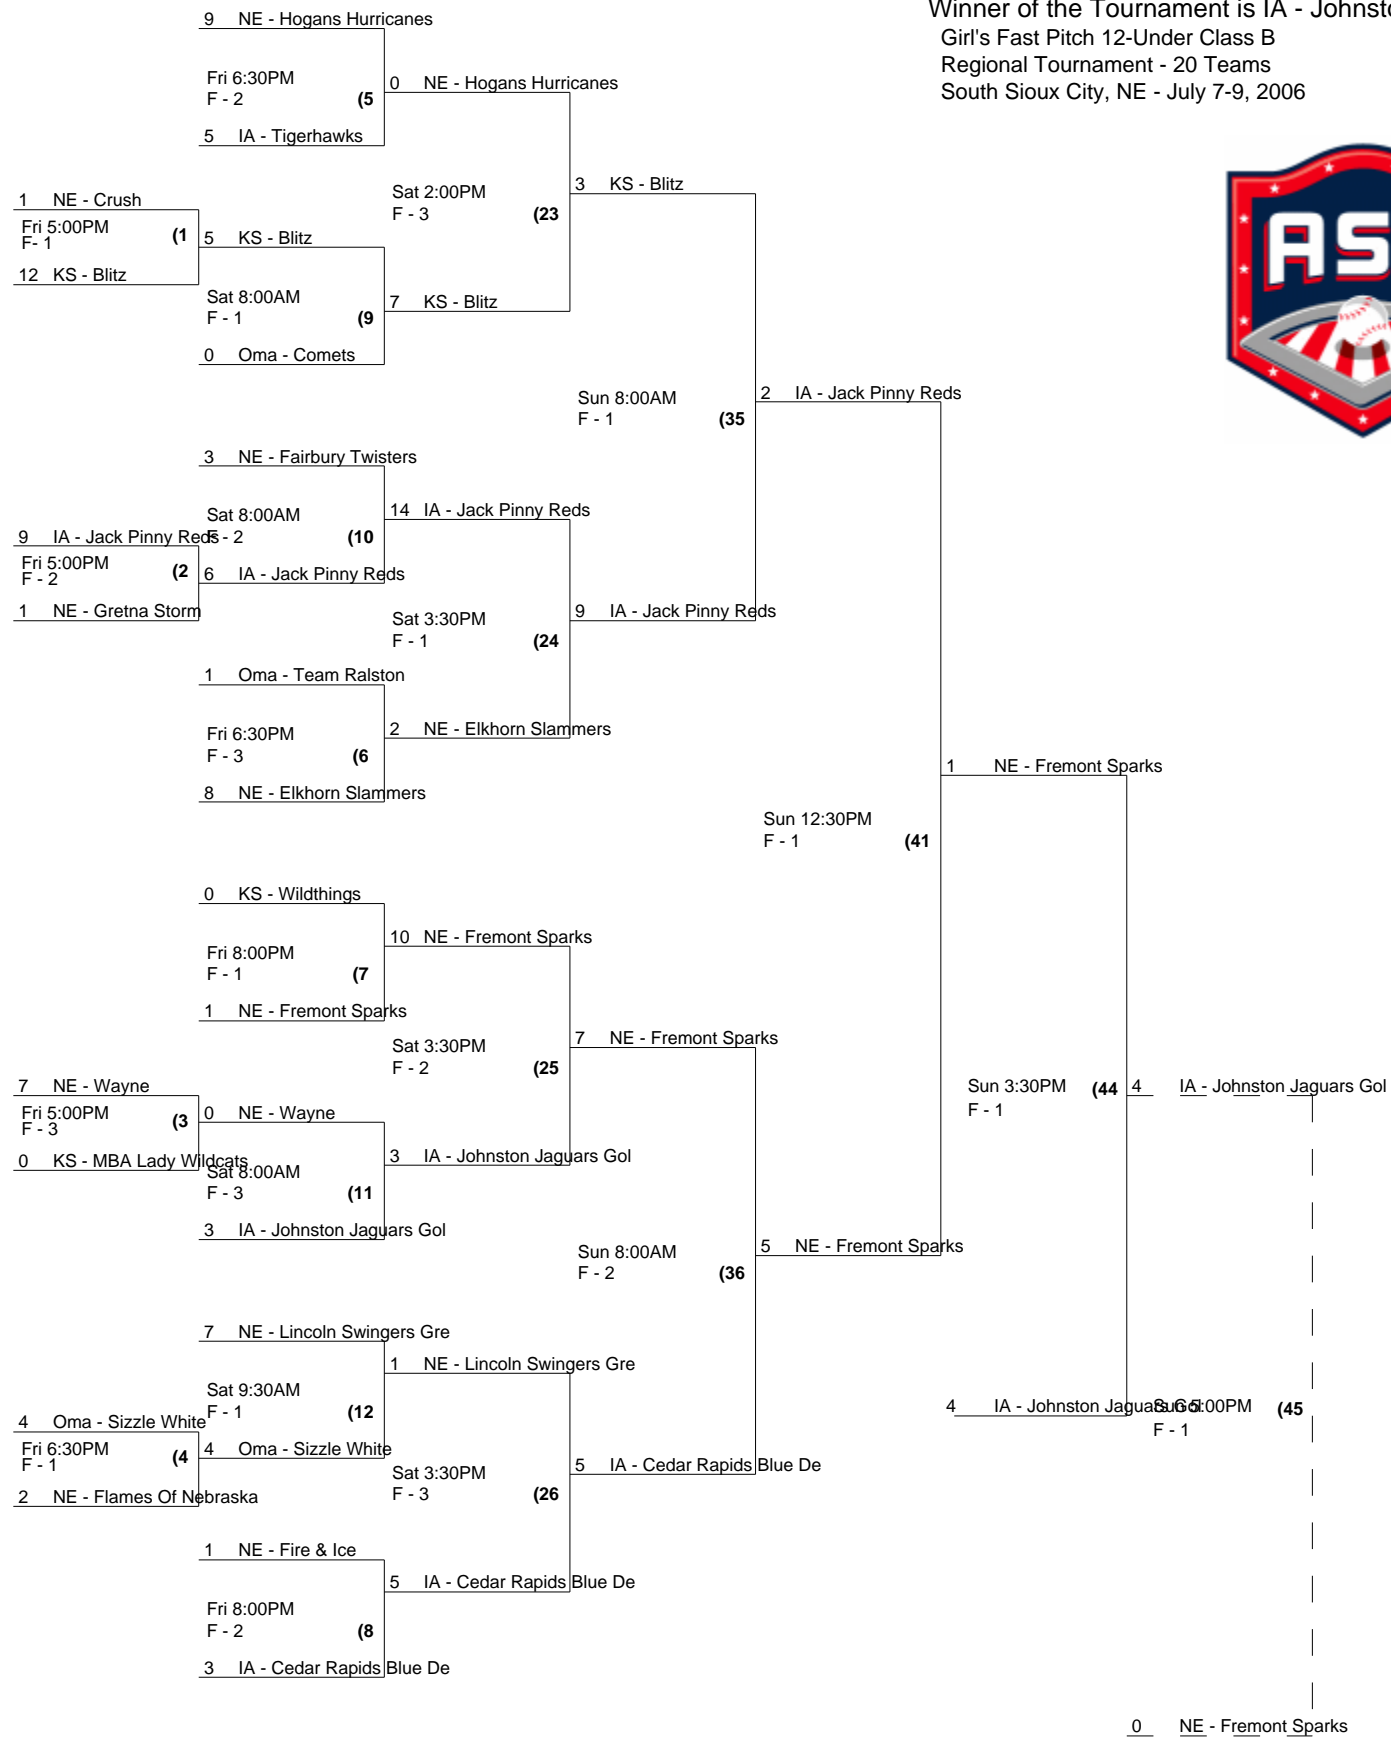 Winner of the Tournament is IA - Johnst
Girl's Fast Pitch 12-Under Class B
Regional Tournament - 20 Teams
South Sioux City, NE - July 7-9, 2006
AS
9 NE - Hogans Hurricanes
Fri 6:30PM
F - 2 (5
0 NE - Hogans Hurricanes
5 IA - Tigerhawks
Sat 2:00PM
F - 3 (23
3 KS - Blitz
1 NE - Crush
Fri 5:00PM
F- 1 (1
5 KS - Blitz
12 KS - Blitz
Sat 8:00AM
F - 1 (9
7 KS - Blitz
0 Oma - Comets
Sun 8:00AM
F - 1 (35
2 IA - Jack Pinny Reds
3 NE - Fairbury Twisters
Sat 8:00AM
F - 2 (10
14 IA - Jack Pinny Reds
9 IA - Jack Pinny Reds
Fri 5:00PM
F - 2 (2
6 IA - Jack Pinny Reds
1 NE - Gretna Storm
Sat 3:30PM
F - 1 (24
9 IA - Jack Pinny Reds
1 Oma - Team Ralston
Fri 6:30PM
F - 3 (6
2 NE - Elkhorn Slammers
8 NE - Elkhorn Slammers
1 NE - Fremont Sparks
Sun 12:30PM
F - 1 (41
0 KS - Wildthings
Fri 8:00PM
F - 1 (7
10 NE - Fremont Sparks
1 NE - Fremont Sparks
Sat 3:30PM
F - 2 (25
7 NE - Fremont Sparks
7 NE - Wayne
Fri 5:00PM
F - 3 (3
0 NE - Wayne
0 KS - MBA Lady Wildcats
Sat 8:00AM
F - 3 (11
3 IA - Johnston Jaguars Gol
3 IA - Johnston Jaguars Gol
Sun 3:30PM
F - 1 (44
4 IA - Johnston Jaguars Gol
Sun 8:00AM
F - 2 (36
5 NE - Fremont Sparks
7 NE - Lincoln Swingers Gre
Sat 9:30AM
F - 1 (12
1 NE - Lincoln Swingers Gre
4 Oma - Sizzle White
Fri 6:30PM
F - 1 (4
4 Oma - Sizzle White
2 NE - Flames Of Nebraska
Sat 3:30PM
F - 3 (26
5 IA - Cedar Rapids Blue De
4 IA - Johnston Jaguars Gol
Sun 5:00PM
F - 1 (45
1 NE - Fire & Ice
Fri 8:00PM
F - 2 (8
5 IA - Cedar Rapids Blue De
3 IA - Cedar Rapids Blue De
0 NE - Fremont Sparks